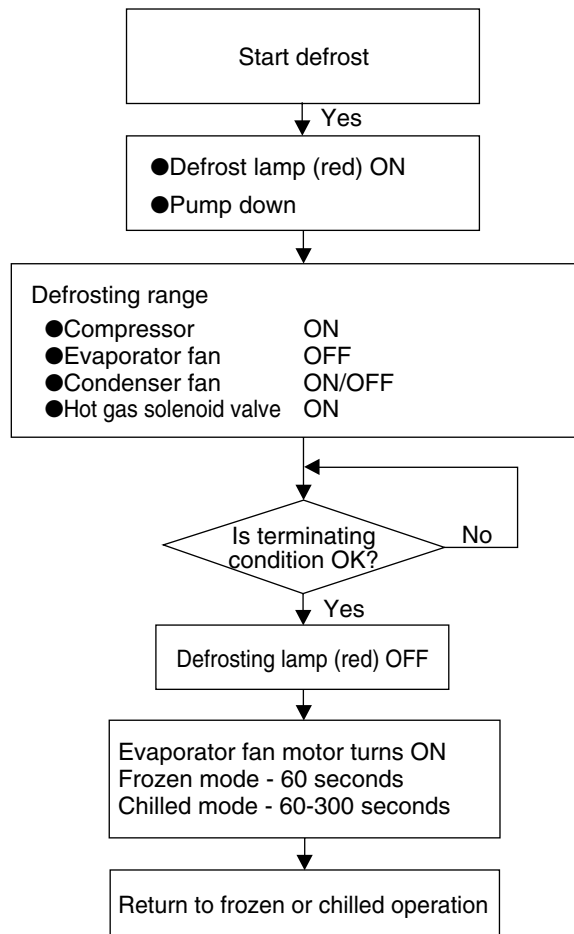 Start defrost
Yes
●Defrost lamp (red) ON
●Pump down
Defrosting range
●Compressor ON
●Evaporator fan OFF
●Condenser fan ON/OFF
●Hot gas solenoid valve ON
Is terminating
condition OK?
No
Yes
Defrosting lamp (red) OFF
Evaporator fan motor turns ON
Frozen mode - 60 seconds
Chilled mode - 60-300 seconds
Return to frozen or chilled operation